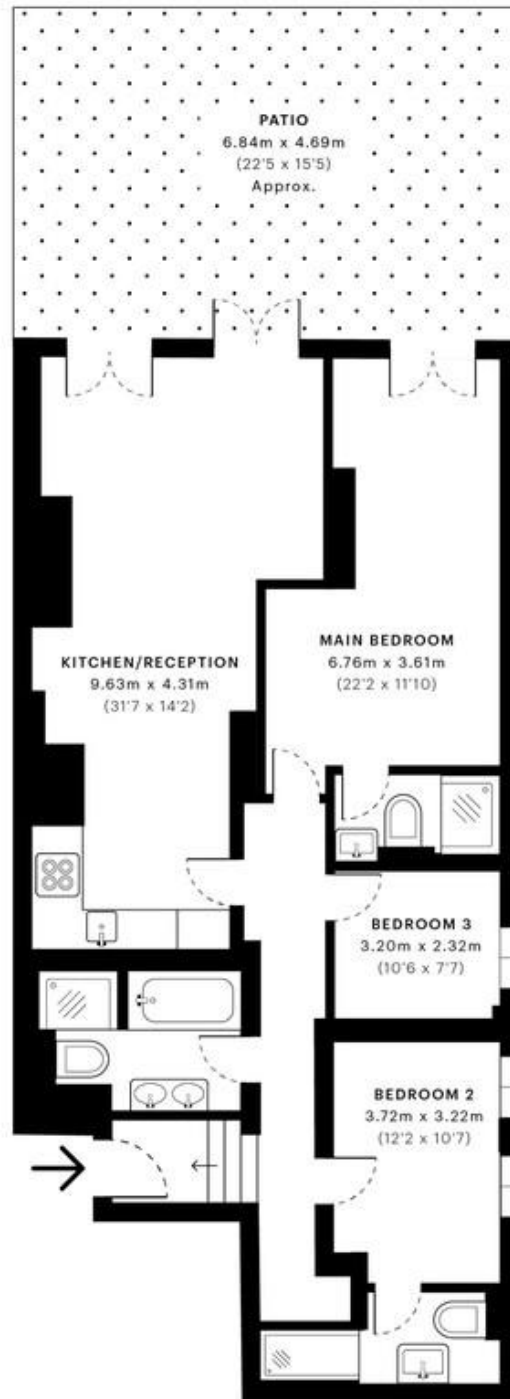 PATIO
6.84m x 4.69m
(22'5 x 15'5)
Approx.
KITCHEN/RECEPTION
9.63m x 4.31m
(31'7 x 14'2)
MAIN BEDROOM
6.76m x 3.61m
(22'2 x 11'10)
BEDROOM 3
3.20m x 2.32m
(10'6 x 7'7)
BEDROOM 2
3.72m x 3.22m
(12'2 x 10'7)